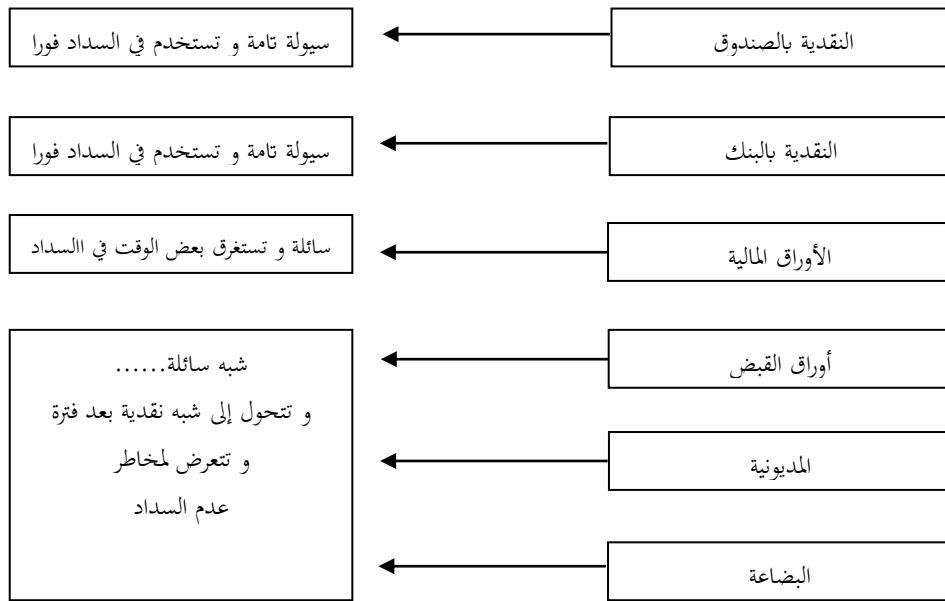 النقدية بالصندوق
سيولة تامة و تستخدم في السداد فورا
النقدية بالبنك
سيولة تامة و تستخدم في السداد فورا
الأوراق المالية
سائلة و تستغرق بعض الوقت في االسداد
أوراق القبض
المديونية
البضاعة
شبه سائلة......
و تتحول إلى شبه نقدية بعد فترة
و تتعرض لمخاطر
عدم السداد